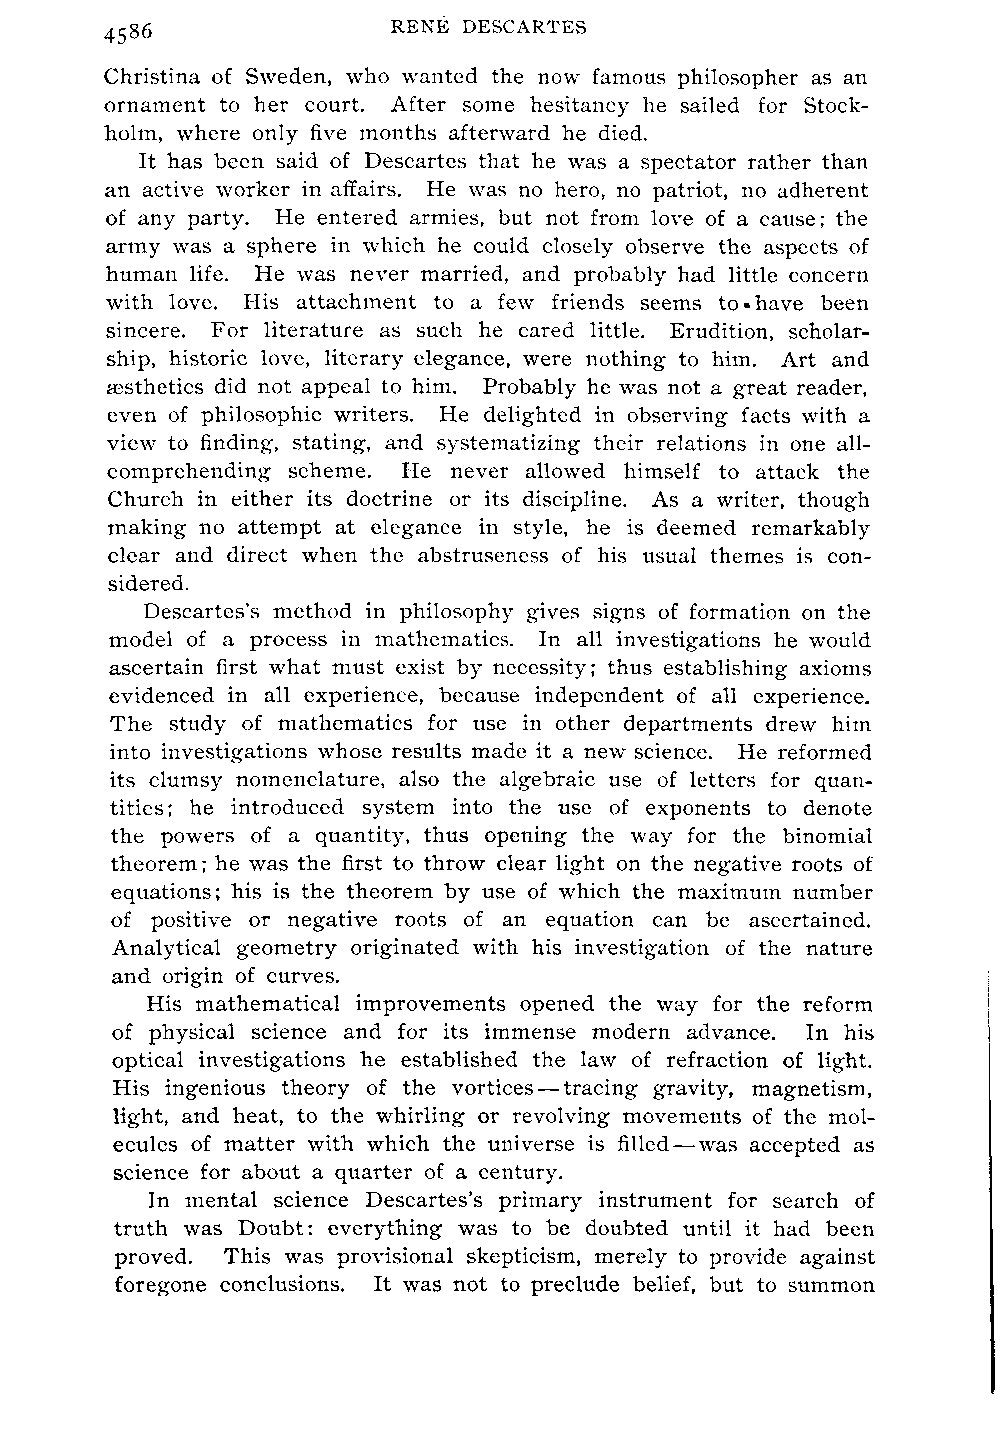 4586 RENÉ DESCARTES
Christina of Sweden, who wanted the now famous philosopher as an
ornament to her court. After some hesitancy he sailed for Stock-
holm, where only five months afterward he died.
It has been said of Descartes that he was a spectator rather than
an active worker in affairs. He was no hero, no patriot, no adherent
of any party. He entered armies, but not from love of a cause; the
army was a sphere in which he could closely observe the aspects of
human life. He was never married, and probably had little concern
with love. His attachment to a few friends seems to have been
sincere. For literature as such he cared little. Erudition, scholar-
ship, historic love, literary elegance, were nothing to him. Art and
æsthetics did not appeal to him. Probably he was not a great reader,
even of philosophic writers. He delighted in observing facts with a
view to finding, stating, and systematizing their relations in one all-
comprehending scheme. He never allowed himself to attack the
Church in either its doctrine or its discipline. As a writer, though
making no attempt at elegance in style, he is deemed remarkably
clear and direct when the abstruseness of his usual themes is con-
sidered.
Descartes's method in philosophy gives signs of formation on the
model of a process in mathematics. In all investigations he would
ascertain first what must exist by necessity; thus establishing axioms
evidenced in all experience, because independent of all experience.
The study of mathematics for use in other departments drew him
into investigations whose results made it a new science. He reformed
its clumsy nomenclature, also the algebraic use of letters for quan-
tities; he introduced system into the use of exponents to denote
the powers of a quantity, thus opening the way for the binomial
theorem; he was the first to throw clear light on the negative roots of
equations; his is the theorem by use of which the maximum number
of positive or negative roots of an equation can be ascertained.
Analytical geometry originated with his investigation of the nature
and origin of curves.
His mathematical improvements opened the way for the reform
of physical science and for its immense modern advance. In his
optical investigations he established the law of refraction of light.
His ingenious theory of the vortices—tracing gravity, magnetism,
light, and heat, to the whirling or revolving movements of the mol-
ecules of matter with which the universe is filled—was accepted as
science for about a quarter of a century.
In mental science Descartes's primary instrument for search of
truth was Doubt: everything was to be doubted until it had been
proved. This was provisional skepticism, merely to provide against
foregone conclusions. It was not to preclude belief, but to summon